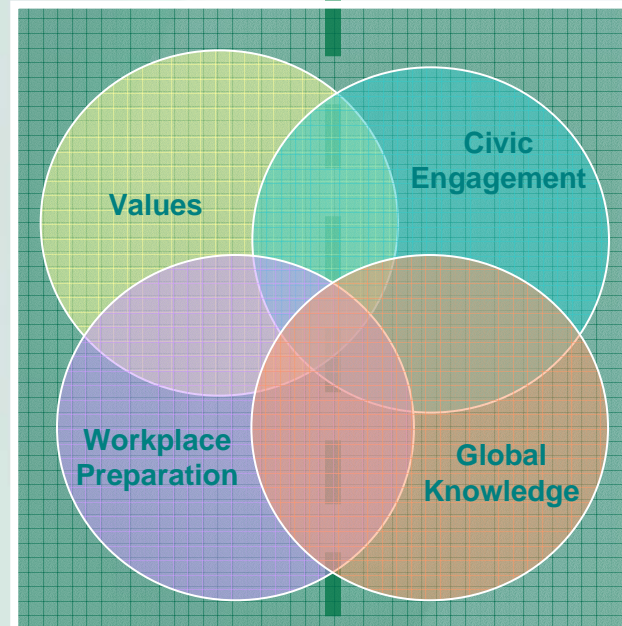 Values
Civic
Engagement
Workplace
Preparation
Global
Knowledge